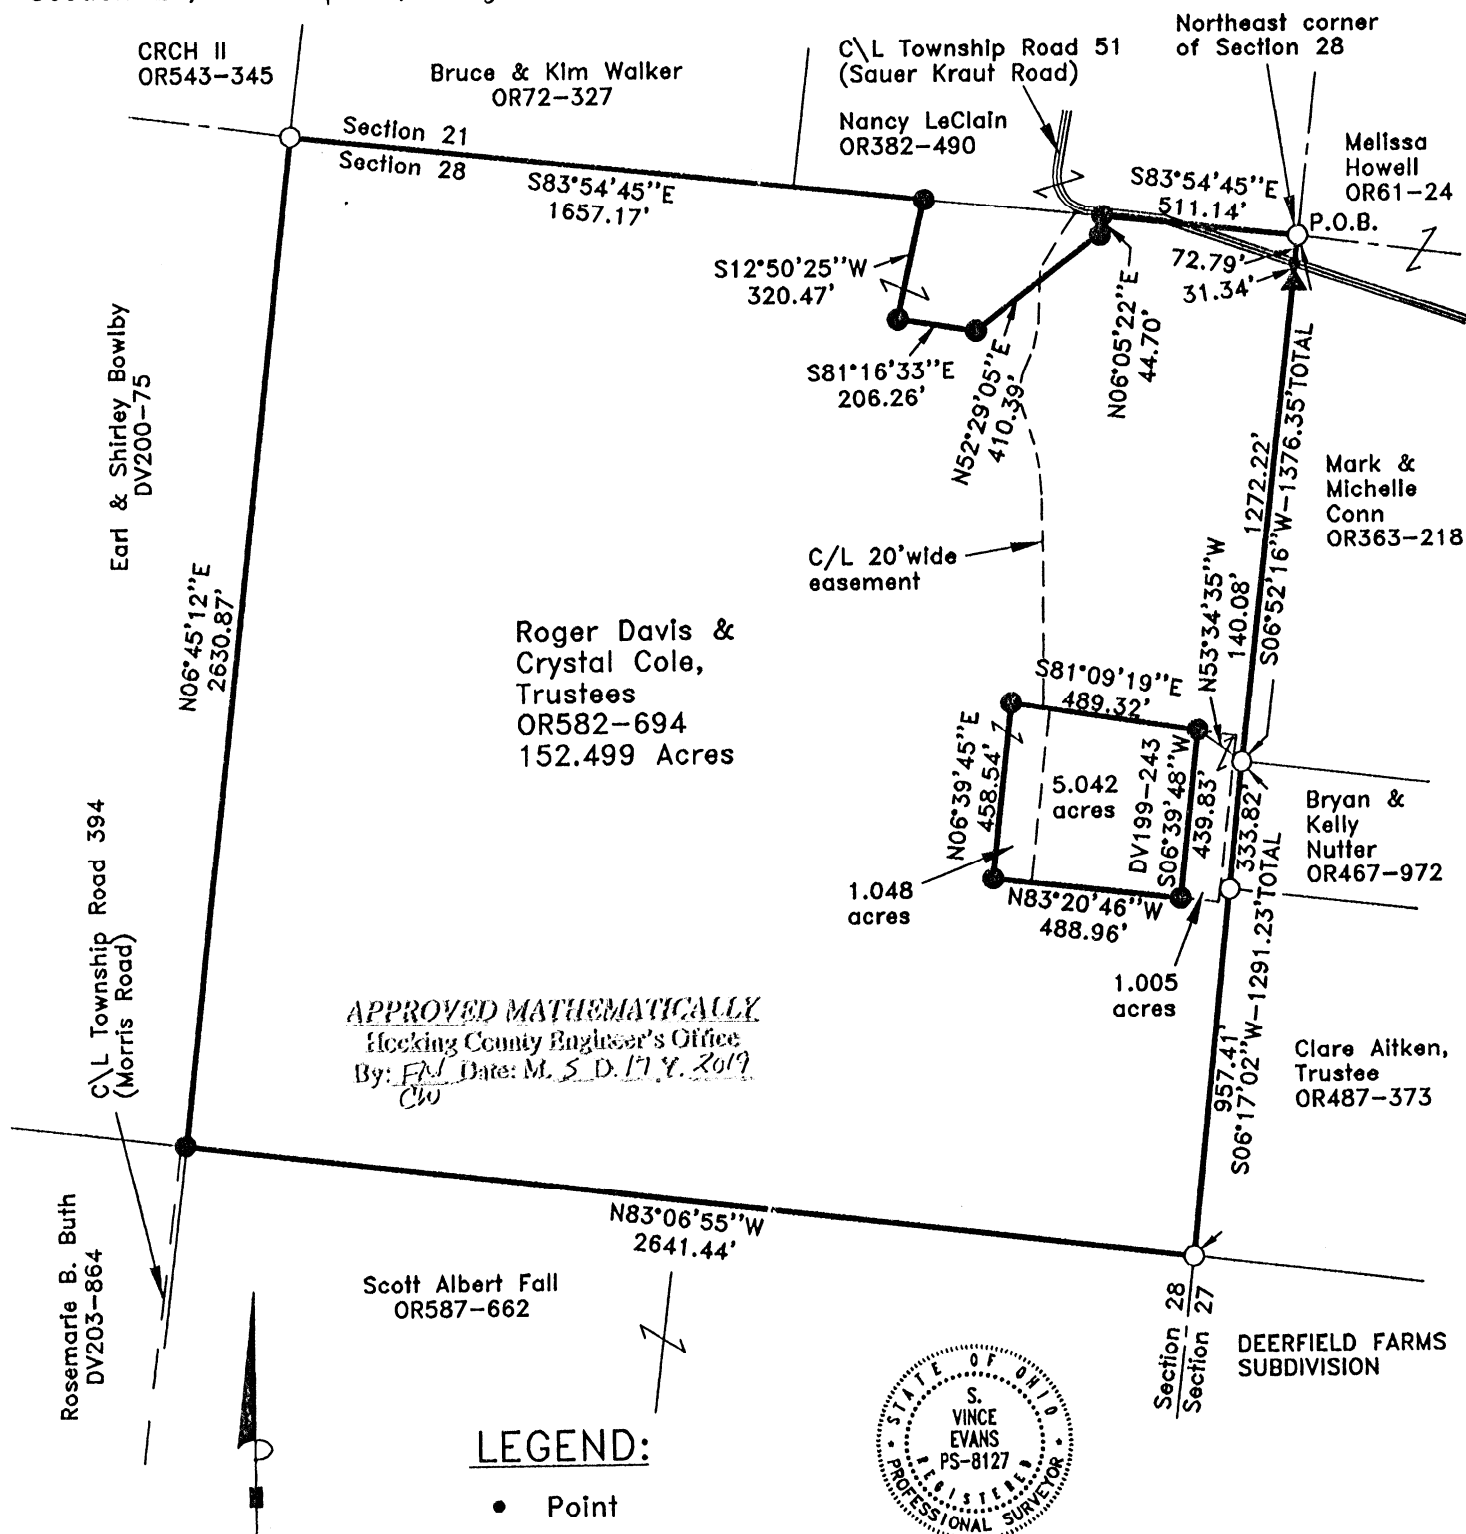 CRCH II
OR543-345
Bruce & Kim Walker
OR72-327
C\L Township Road 51
(Sauer Kraut Road)
Northeast corner
of Section 28
Nancy LeClain
OR382-490
Melissa
Howell
OR61-24
Section 21
Section 28
S83°54'45"E
1657.17'
S83°54'45"E
511.14'
P.O.B.
72.79'
31.34'
S12°50'25"W
320.47'
S81°16'33"E
206.26'
N52°29'05"E
410.39'
N06°05'22"E
44.70'
Earl & Shirley Bowlby
DV200-75
1272.22'
S06°52'16"W-1376.35'TOTAL
Mark &
Michelle
Conn
OR363-218
C/L 20'wide
easement
N06°45'12"E
2630.87'
Roger Davis &
Crystal Cole,
Trustees
OR582-694
152.499 Acres
N53°34'35"W
140.08'
S81°09'19"E
489.32'
N06°39'45"E
458.54'
5.042
acres
DV199-243
S06°39'48"W
439.83'
333.82'
Bryan &
Kelly
Nutter
OR467-972
1.048
acres
N83°20'46"W
488.96'
1.005
acres
C\L Township Road 394
(Morris Road)
APPROVED MATHEMATICALLY
Hocking County Engineer's Office
By: FN Date: M. 5 D. 17 Y. 2019
CW
957.41'
S06°17'02"W-1291.23'TOTAL
Clare Aitken,
Trustee
OR487-373
N83°06'55"W
2641.44'
Rosemarie B. Buth
DV203-864
Scott Albert Fall
OR587-662
Section 28
Section 27
DEERFIELD FARMS
SUBDIVISION
LEGEND:
Point
STATE OF OHIO
S.
VINCE
EVANS
PS-8127
REGISTERED
PROFESSIONAL SURVEYOR